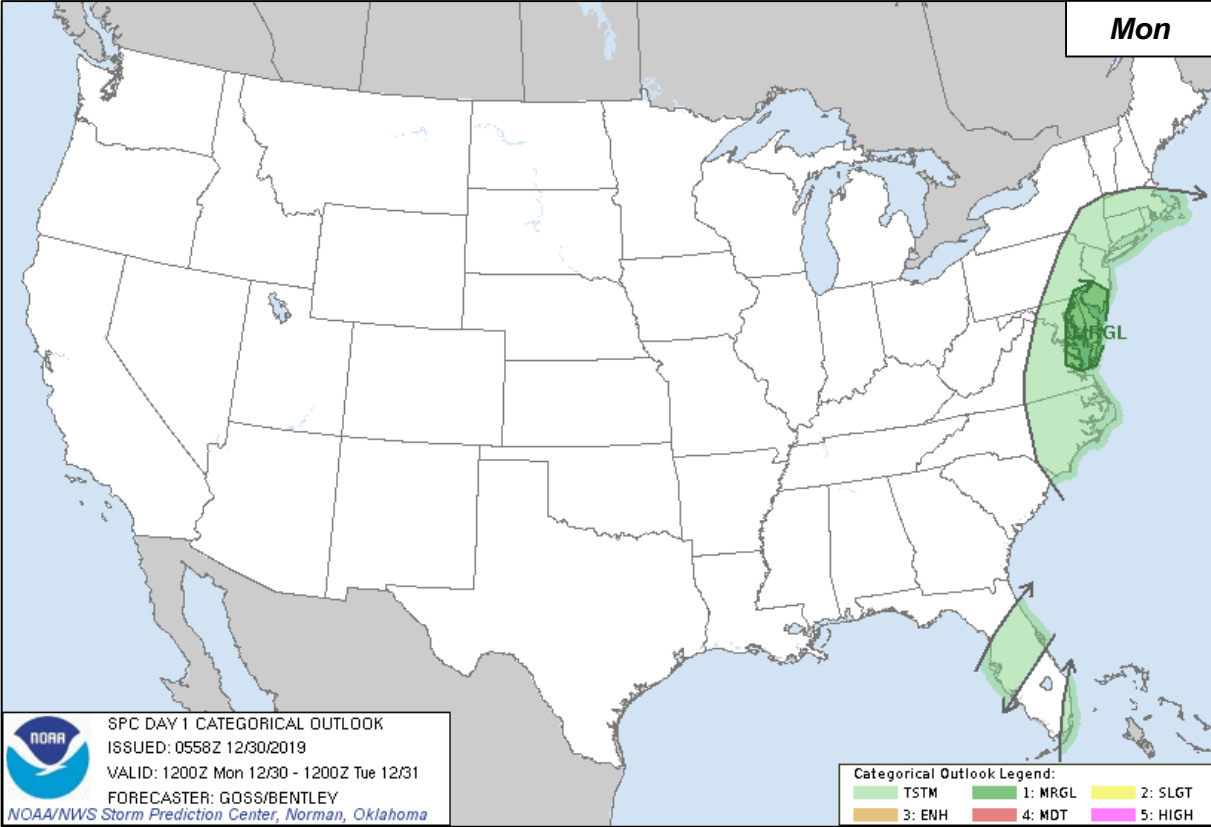 Mon
MRGL
SPC DAY 1 CATEGORICAL OUTLOOK
ISSUED: 0558Z 12/30/2019
VALID: 1200Z Mon 12/30 - 1200Z Tue 12/31
FORECASTER: GOSS/BENTLEY
NOAA/NWS Storm Prediction Center, Norman, Oklahoma
NOAA
Categorical Outlook Legend:
TSTM 1: MRGL 2: SLGT
3: ENH 4: MDT 5: HIGH